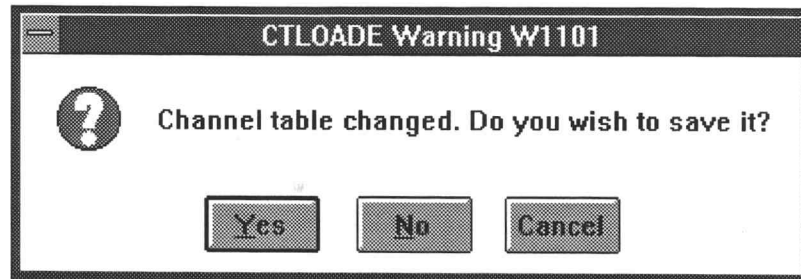 CTLOADE Warning W1101
Channel table changed. Do you wish to save it?
Yes No Cancel